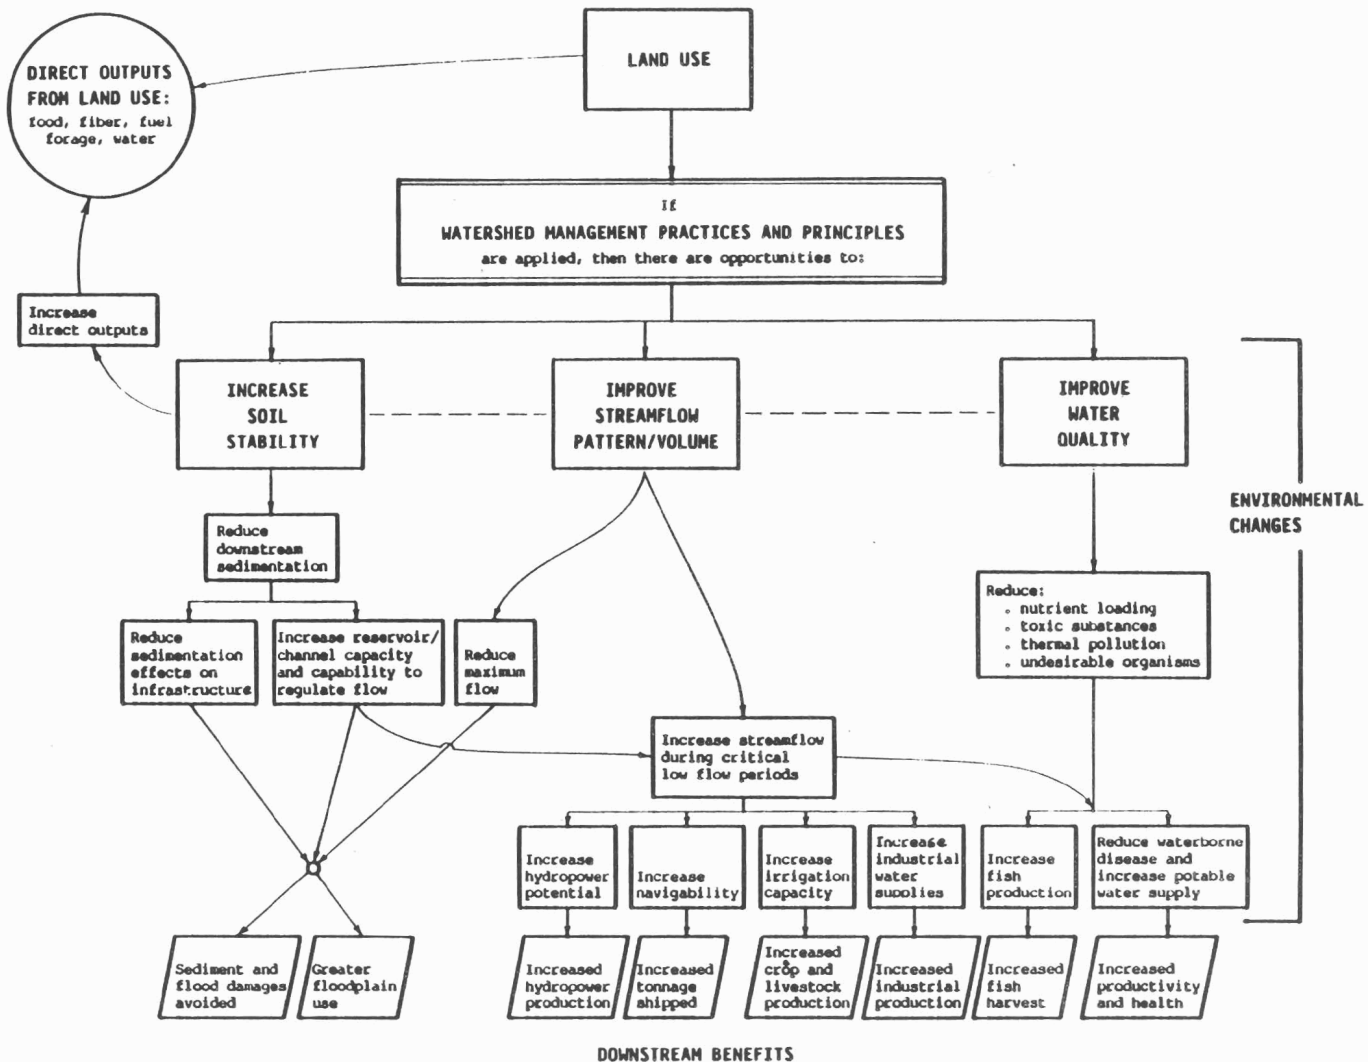 LAND USE
DIRECT OUTPUTS
FROM LAND USE:
food, fiber, fuel
forage, water
If
WATERSHED MANAGEMENT PRACTICES AND PRINCIPLES
are applied, then there are opportunities to:
Increase
direct outputs
INCREASE
SOIL
STABILITY
IMPROVE
STREAMFLOW
PATTERN/VOLUME
IMPROVE
WATER
QUALITY
ENVIRONMENTAL
CHANGES
Reduce
downstream
sedimentation
Reduce:
. nutrient loading
. toxic substances
. thermal pollution
. undesirable organisms
Reduce
sedimentation
effects on
infrastructure
Increase reservoir/
channel capacity
and capability to
regulate flow
Reduce
maximum
flow
Increase streamflow
during critical
low flow periods
Increase
hydropower
potential
Increase
navigability
Increase
irrigation
capacity
Increase
industrial
water
supplies
Increase
fish
production
Reduce waterborne
disease and
increase potable
water supply
Sediment and
flood damages
avoided
Greater
floodplain
use
Increased
hydropower
production
Increased
tonnage
shipped
Increased
crop and
livestock
production
Increased
industrial
production
Increased
fish
harvest
Increased
productivity
and health
DOWNSTREAM BENEFITS